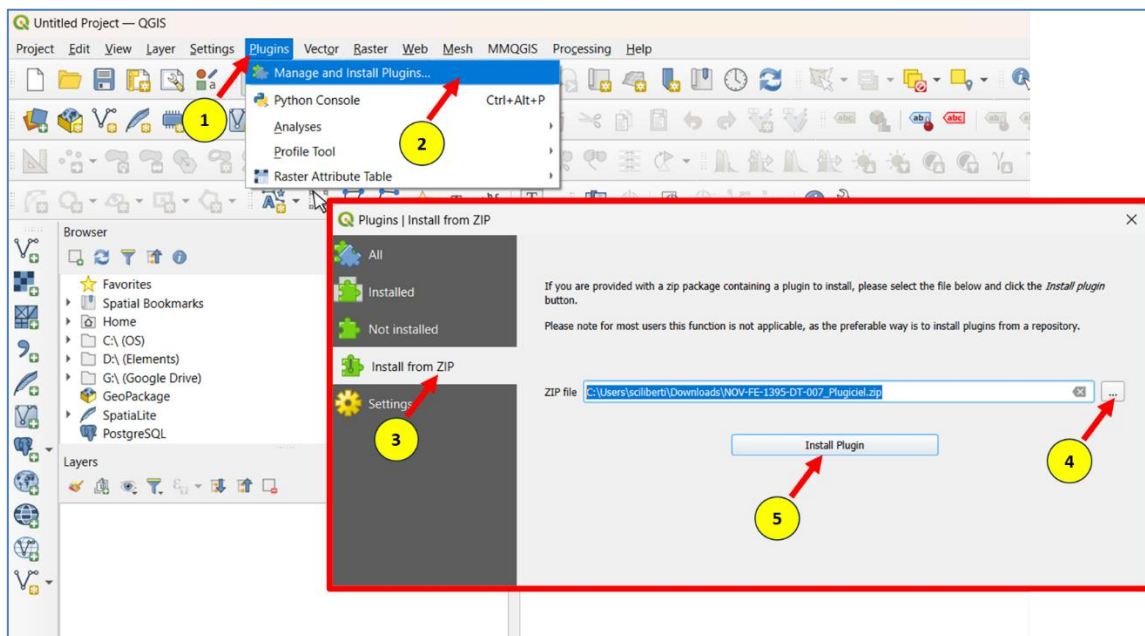 Untitled Project — QGIS
Project Edit View Layer Settings Plugins Vector Raster Web Mesh MMQGIS Processing Help
Manage and Install Plugins...
Python Console Ctrl+Alt+P
Analyses
Profile Tool
Raster Attribute Table
1
2
abc
abc
abc
Browser
Favorites
Spatial Bookmarks
Home
C:\ (OS)
D:\ (Elements)
G:\ (Google Drive)
GeoPackage
SpatiaLite
PostgreSQL
Layers
Plugins | Install from ZIP
All
Installed
Not installed
Install from ZIP
Settings
3
If you are provided with a zip package containing a plugin to install, please select the file below and click the Install plugin
button.
Please note for most users this function is not applicable, as the preferable way is to install plugins from a repository.
ZIP file C:\Users\sciliberti\Downloads\NOV-FE-1395-DT-007_Plugiciel.zip ...
Install Plugin
4
5